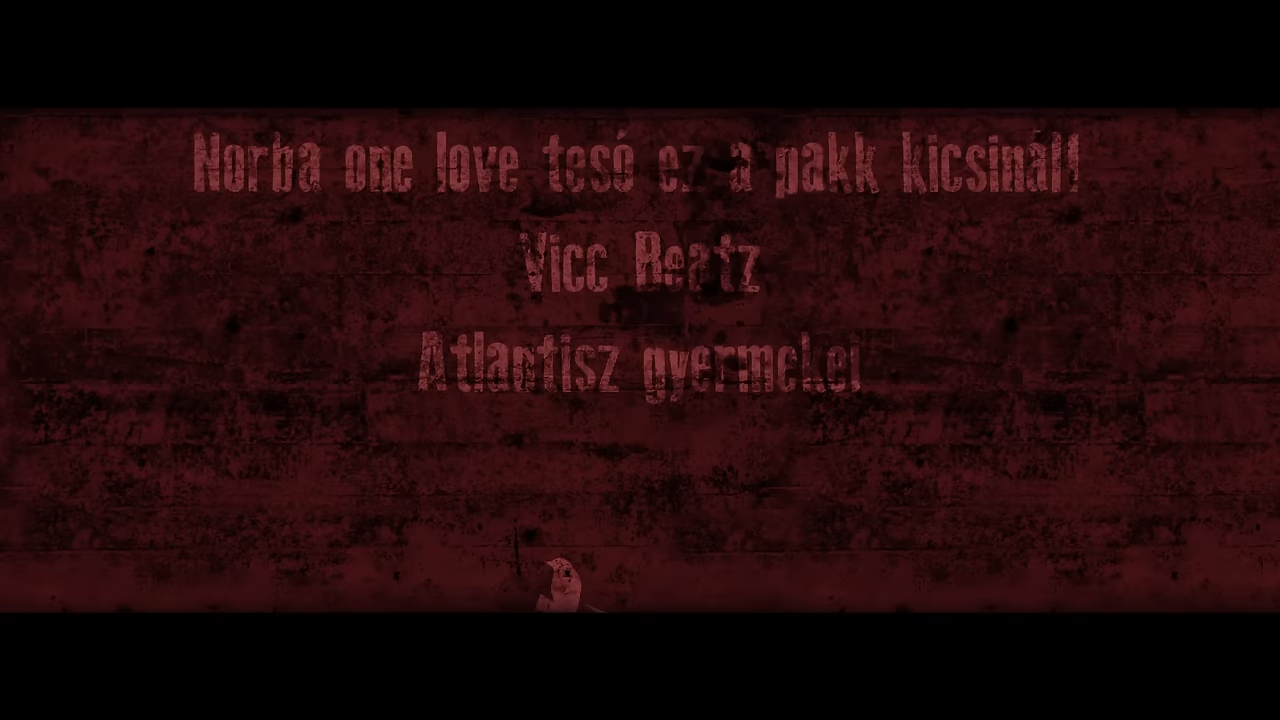 Norba one love tesó ez a pakk kicsinál!
Vicc Beatz
Atlantisz gyermekei